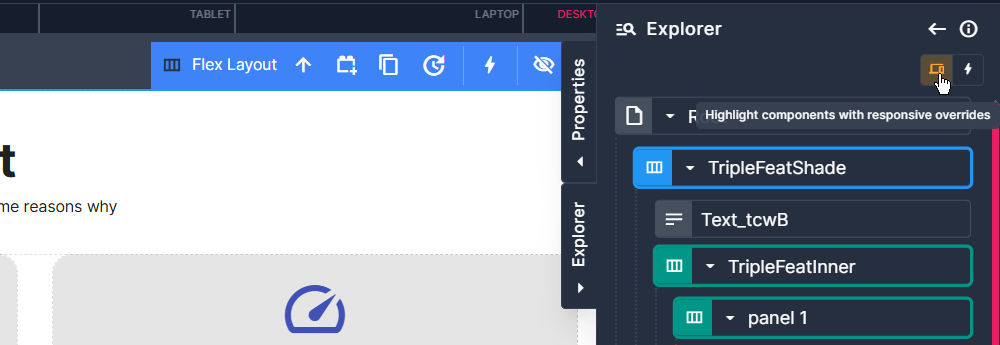 TABLET
LAPTOP
Explorer
Flex Layout
Properties
Highlight components with responsive overrides
t
TripleFeatShade
me reasons why
Text_tcwB
Explorer
TripleFeatInner
panel 1